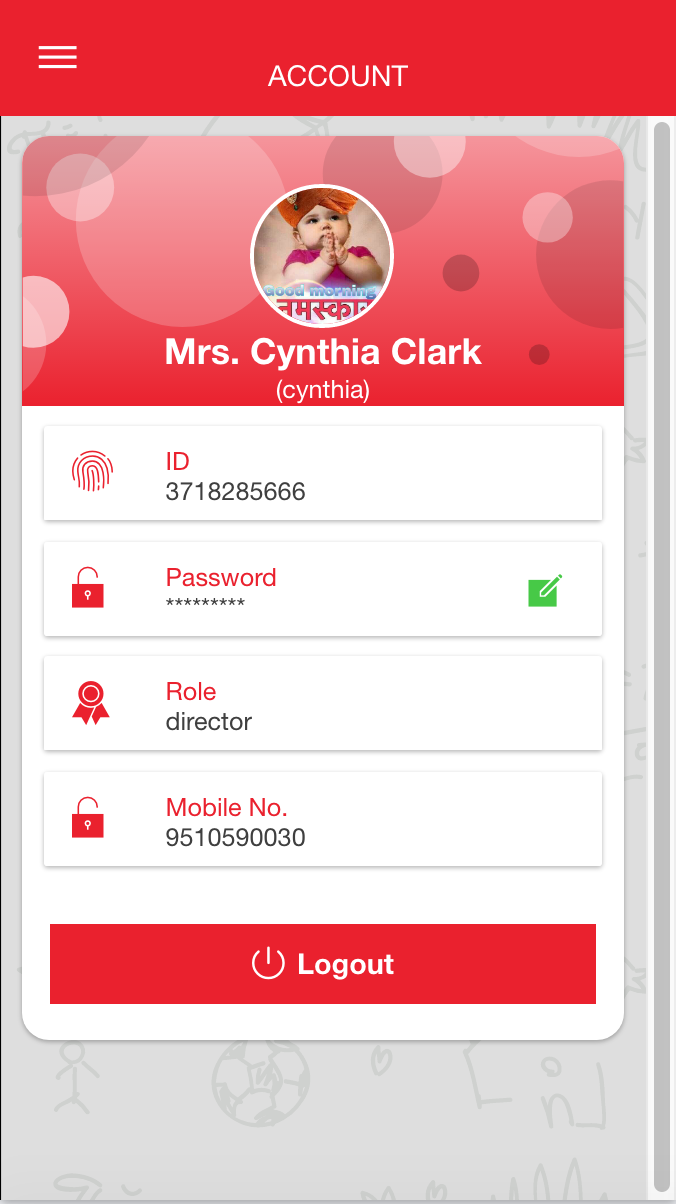 ACCOUNT
Good morning
नमस्कार
Mrs. Cynthia Clark
(cynthia)
ID
3718285666
Password
*********
Role
director
Mobile No.
9510590030
Logout